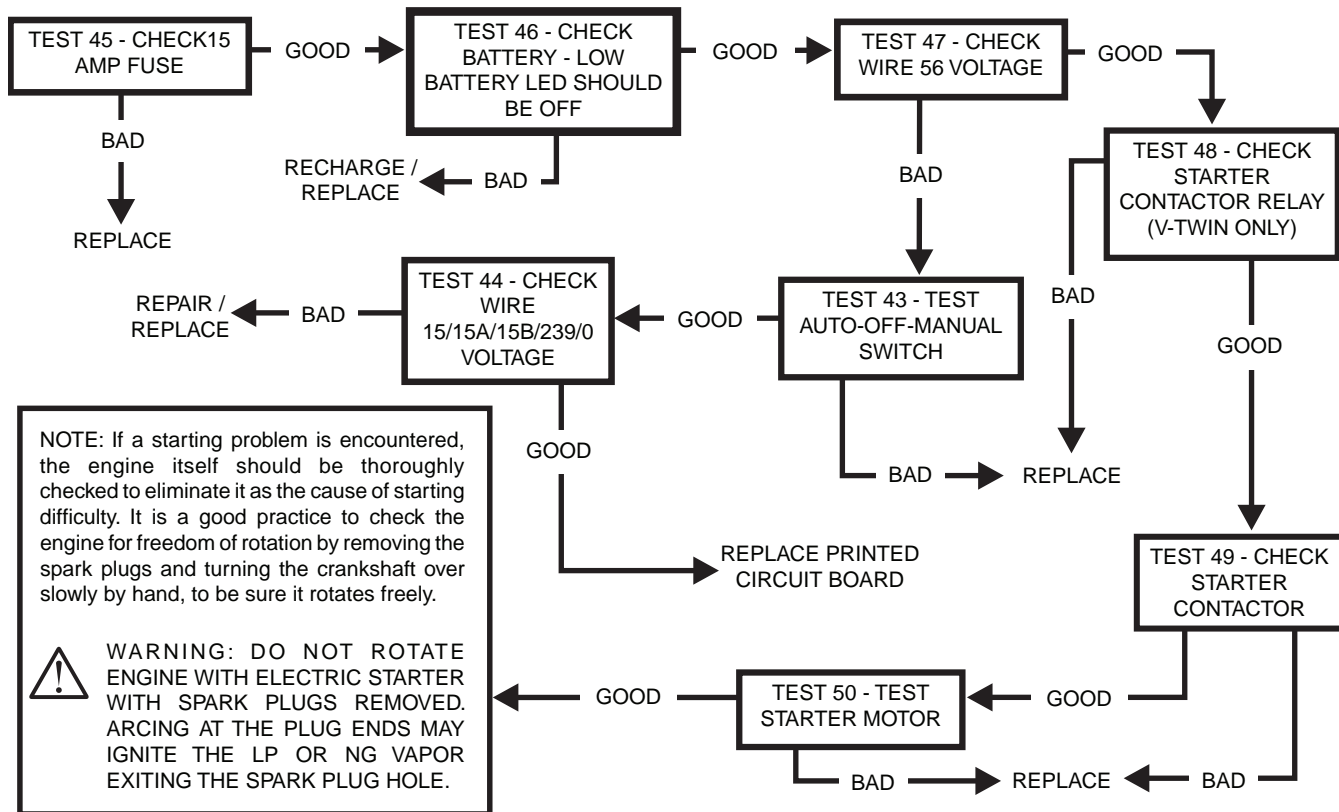 TEST 45 - CHECK15
AMP FUSE
GOOD
TEST 46 - CHECK
BATTERY - LOW
BATTERY LED SHOULD
BE OFF
GOOD
TEST 47 - CHECK
WIRE 56 VOLTAGE
GOOD
BAD
REPLACE
RECHARGE /
REPLACE
BAD
BAD
TEST 48 - CHECK
STARTER
CONTACTOR RELAY
(V-TWIN ONLY)
REPAIR /
REPLACE
BAD
TEST 44 - CHECK
WIRE
15/15A/15B/239/0
VOLTAGE
GOOD
TEST 43 - TEST
AUTO-OFF-MANUAL
SWITCH
BAD
GOOD
GOOD
BAD
REPLACE
REPLACE PRINTED
CIRCUIT BOARD
NOTE: If a starting problem is encountered,
the engine itself should be thoroughly
checked to eliminate it as the cause of starting
difficulty. It is a good practice to check the
engine for freedom of rotation by removing the
spark plugs and turning the crankshaft over
slowly by hand, to be sure it rotates freely.
! WARNING: DO NOT ROTATE
ENGINE WITH ELECTRIC STARTER
WITH SPARK PLUGS REMOVED.
ARCING AT THE PLUG ENDS MAY
IGNITE THE LP OR NG VAPOR
EXITING THE SPARK PLUG HOLE.
TEST 49 - CHECK
STARTER
CONTACTOR
GOOD
TEST 50 - TEST
STARTER MOTOR
GOOD
BAD
REPLACE
BAD